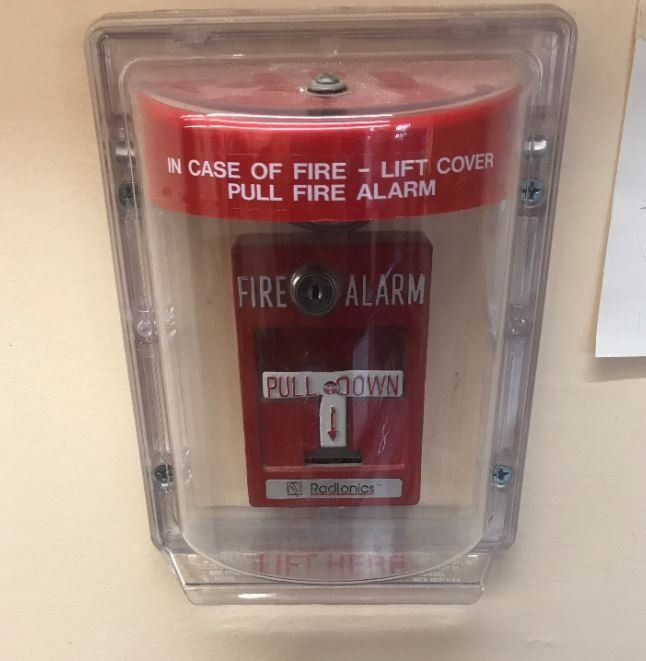 IN CASE OF FIRE - LIFT COVER
PULL FIRE ALARM
FIRE ALARM
PULL DOWN
Radionics
LIFT HERE